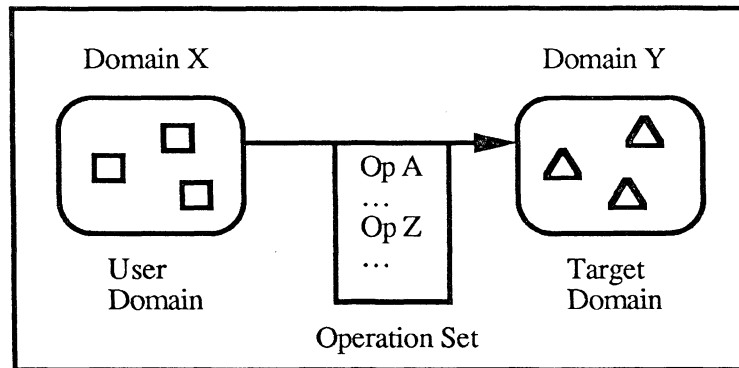 Domain X
Domain Y
Op A
...
Op Z
...
User
Domain
Target
Domain
Operation Set